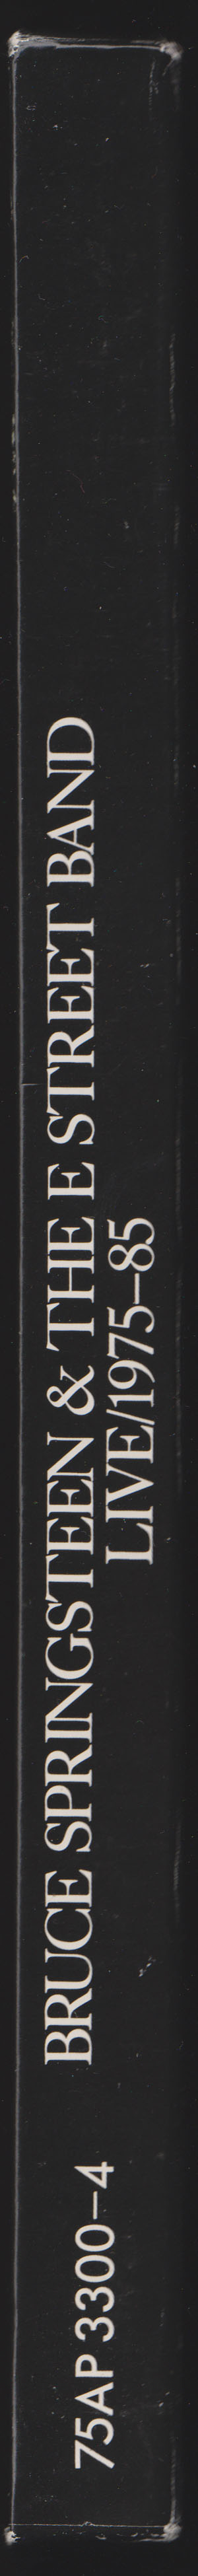 BRUCE SPRINGSTEEN & THE E STREET BAND
LIVE/1975–85
75AP 3300–4